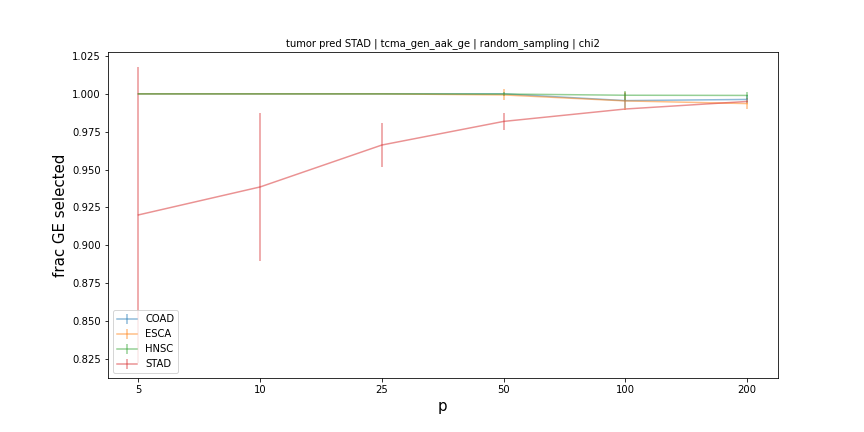 tumor pred STAD | tcma_gen_aak_ge | random_sampling | chi2
1.025
1.000
0.975
0.950
0.925
0.900
0.875
0.850
0.825
frac GE selected
COAD
ESCA
HNSC
STAD
5 10 25 50 100 200
p